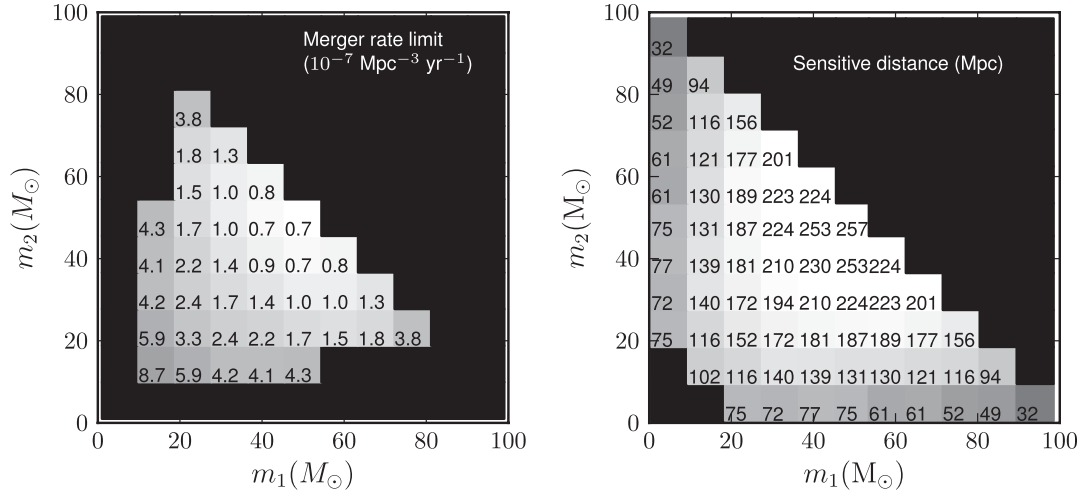 Merger rate limit
(10⁻⁷ Mpc⁻³ yr⁻¹)
100
80
60
40
20
0
3.8
1.8 1.3
1.5 1.0 0.8
4.3 1.7 1.0 0.7 0.7
4.1 2.2 1.4 0.9 0.7 0.8
4.2 2.4 1.7 1.4 1.0 1.0 1.3
5.9 3.3 2.4 2.2 1.7 1.5 1.8 3.8
8.7 5.9 4.2 4.1 4.3
0 20 40 60 80 100
m₁(M⊙)
m₂(M⊙)
Sensitive distance (Mpc)
100
80
60
40
20
0
32
49 94
52 116 156
61 121 177 201
61 130 189 223 224
75 131 187 224 253 257
77 139 181 210 230 253 224
72 140 172 194 210 224 223 201
75 116 152 172 181 187 189 177 156
102 116 140 139 131 130 121 116 94
75 72 77 75 61 61 52 49 32
0 20 40 60 80 100
m₁(M⊙)
m₂(M⊙)